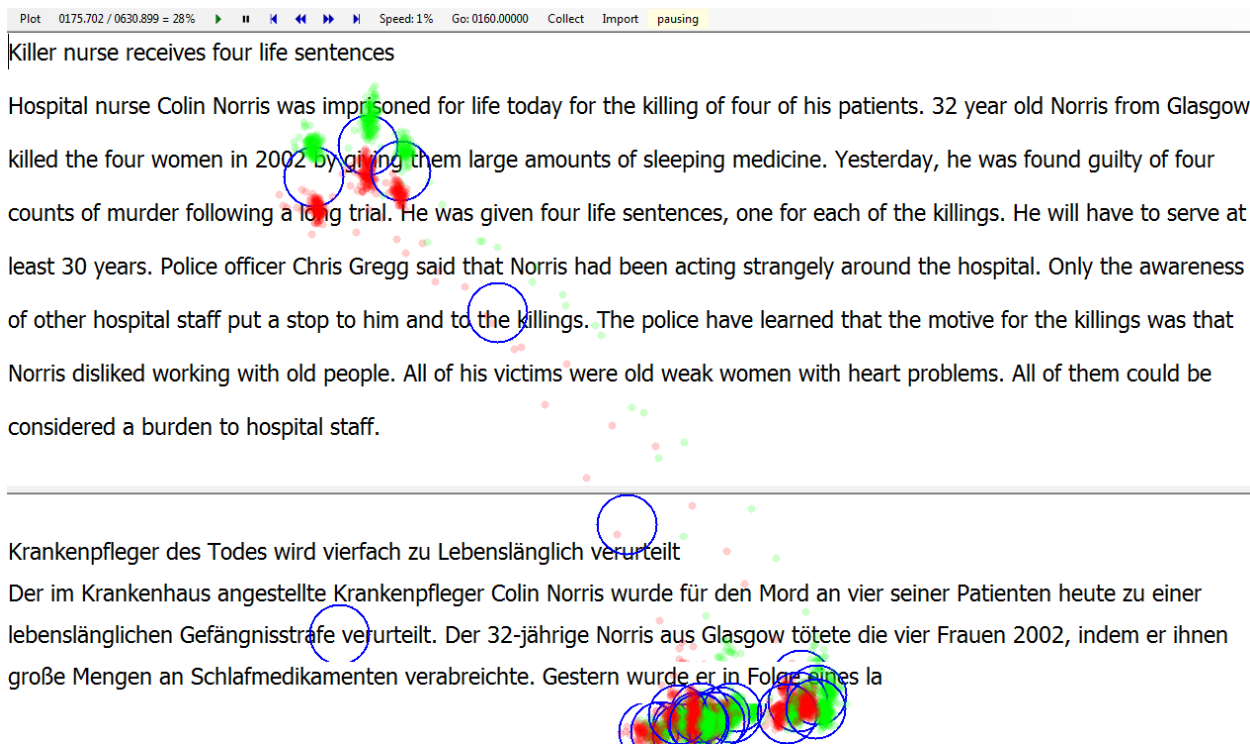 Plot 0175.702 / 0630.899 = 28% Speed: 1% Go: 0160.00000 Collect Import pausing
Killer nurse receives four life sentences
Hospital nurse Colin Norris was imprisoned for life today for the killing of four of his patients. 32 year old Norris from Glasgow
killed the four women in 2002 by giving them large amounts of sleeping medicine. Yesterday, he was found guilty of four
counts of murder following a long trial. He was given four life sentences, one for each of the killings. He will have to serve at
least 30 years. Police officer Chris Gregg said that Norris had been acting strangely around the hospital. Only the awareness
of other hospital staff put a stop to him and to the killings. The police have learned that the motive for the killings was that
Norris disliked working with old people. All of his victims were old weak women with heart problems. All of them could be
considered a burden to hospital staff.
Krankenpfleger des Todes wird vierfach zu Lebenslänglich verurteilt
Der im Krankenhaus angestellte Krankenpfleger Colin Norris wurde für den Mord an vier seiner Patienten heute zu einer
lebenslänglichen Gefängnisstrafe verurteilt. Der 32-jährige Norris aus Glasgow tötete die vier Frauen 2002, indem er ihnen
große Mengen an Schlafmedikamenten verabreichte. Gestern wurde er in Folge eines la